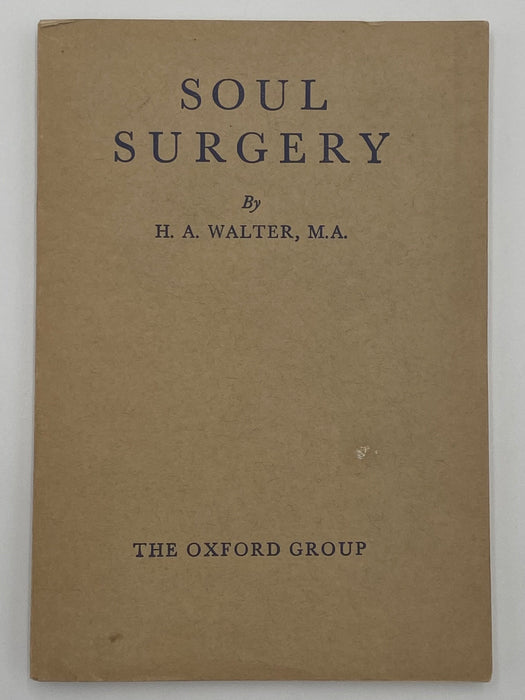 SOUL
SURGERY
By
H. A. WALTER, M.A.
THE OXFORD GROUP